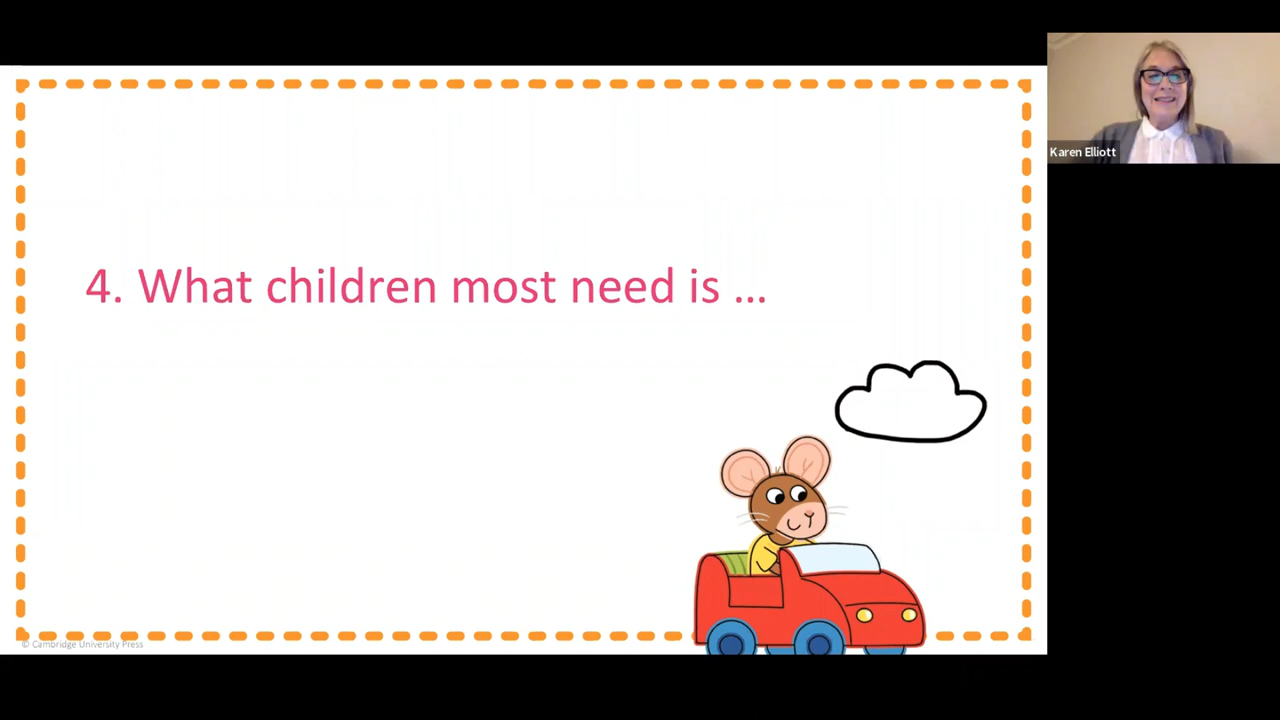 Karen Elliott
4. What children most need is ...
© Cambridge University Press